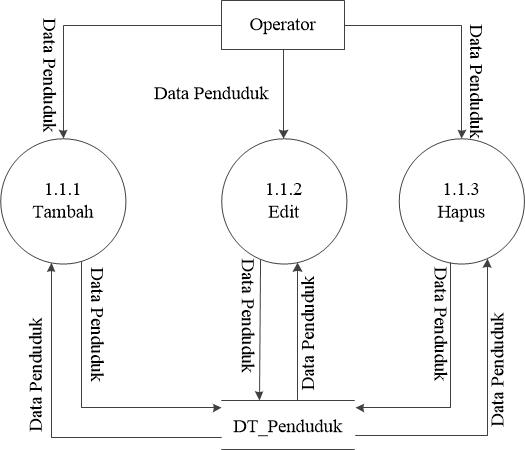 Operator
Data Penduduk
Data Penduduk
Data Penduduk
1.1.1
Tambah
1.1.2
Edit
1.1.3
Hapus
Data Penduduk
Data Penduduk
Data Penduduk
Data Penduduk
Data Penduduk
Data Penduduk
DT_Penduduk